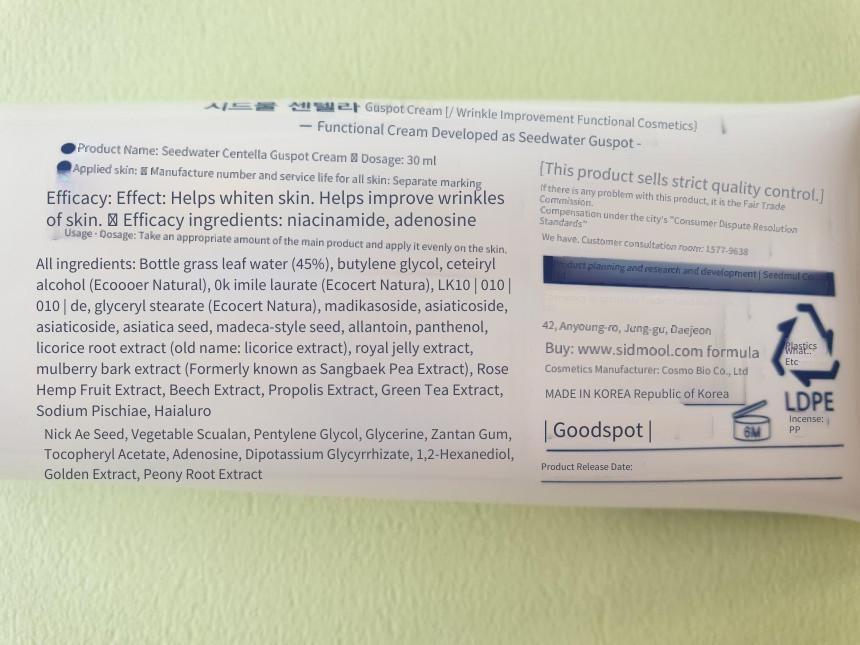 시드물 센텔라 Guspot Cream [/ Wrinkle Improvement Functional Cosmetics}
— Functional Cream Developed as Seedwater Guspot -
Product Name: Seedwater Centella Guspot Cream Dosage: 30 ml
Applied skin: Manufacture number and service life for all skin: Separate marking
Efficacy: Effect: Helps whiten skin. Helps improve wrinkles
of skin. Efficacy ingredients: niacinamide, adenosine
Usage · Dosage: Take an appropriate amount of the main product and apply it evenly on the skin.
All ingredients: Bottle grass leaf water (45%), butylene glycol, ceteiryl
alcohol (Ecoooer Natural), 0k imile laurate (Ecocert Natura), LK10 | 010 |
010 | de, glyceryl stearate (Ecocert Natura), madikasoside, asiaticoside,
asiaticoside, asiatica seed, madeca-style seed, allantoin, panthenol,
licorice root extract (old name: licorice extract), royal jelly extract,
mulberry bark extract (Formerly known as Sangbaek Pea Extract), Rose
Hemp Fruit Extract, Beech Extract, Propolis Extract, Green Tea Extract,
Sodium Pischiae, Haialuro
Nick Ae Seed, Vegetable Scualan, Pentylene Glycol, Glycerine, Zantan Gum,
Tocopheryl Acetate, Adenosine, Dipotassium Glycyrrhizate, 1,2-Hexanediol,
Golden Extract, Peony Root Extract
[This product sells strict quality control.]
If there is any problem with this product, it is the Fair Trade
Commission.
Compensation under the city's "Consumer Dispute Resolution
Standards"
We have. Customer consultation room: 1577-9638
Product planning and research and development | Seedmul Co
42, Anyoung-ro, Jung-gu, Daejeon
Buy: www.sidmool.com formula
Cosmetics Manufacturer: Cosmo Bio Co., Ltd
MADE IN KOREA Republic of Korea
Plastics
What..
Etc
LDPE
Incense:
PP
6M
| Goodspot |
Product Release Date: